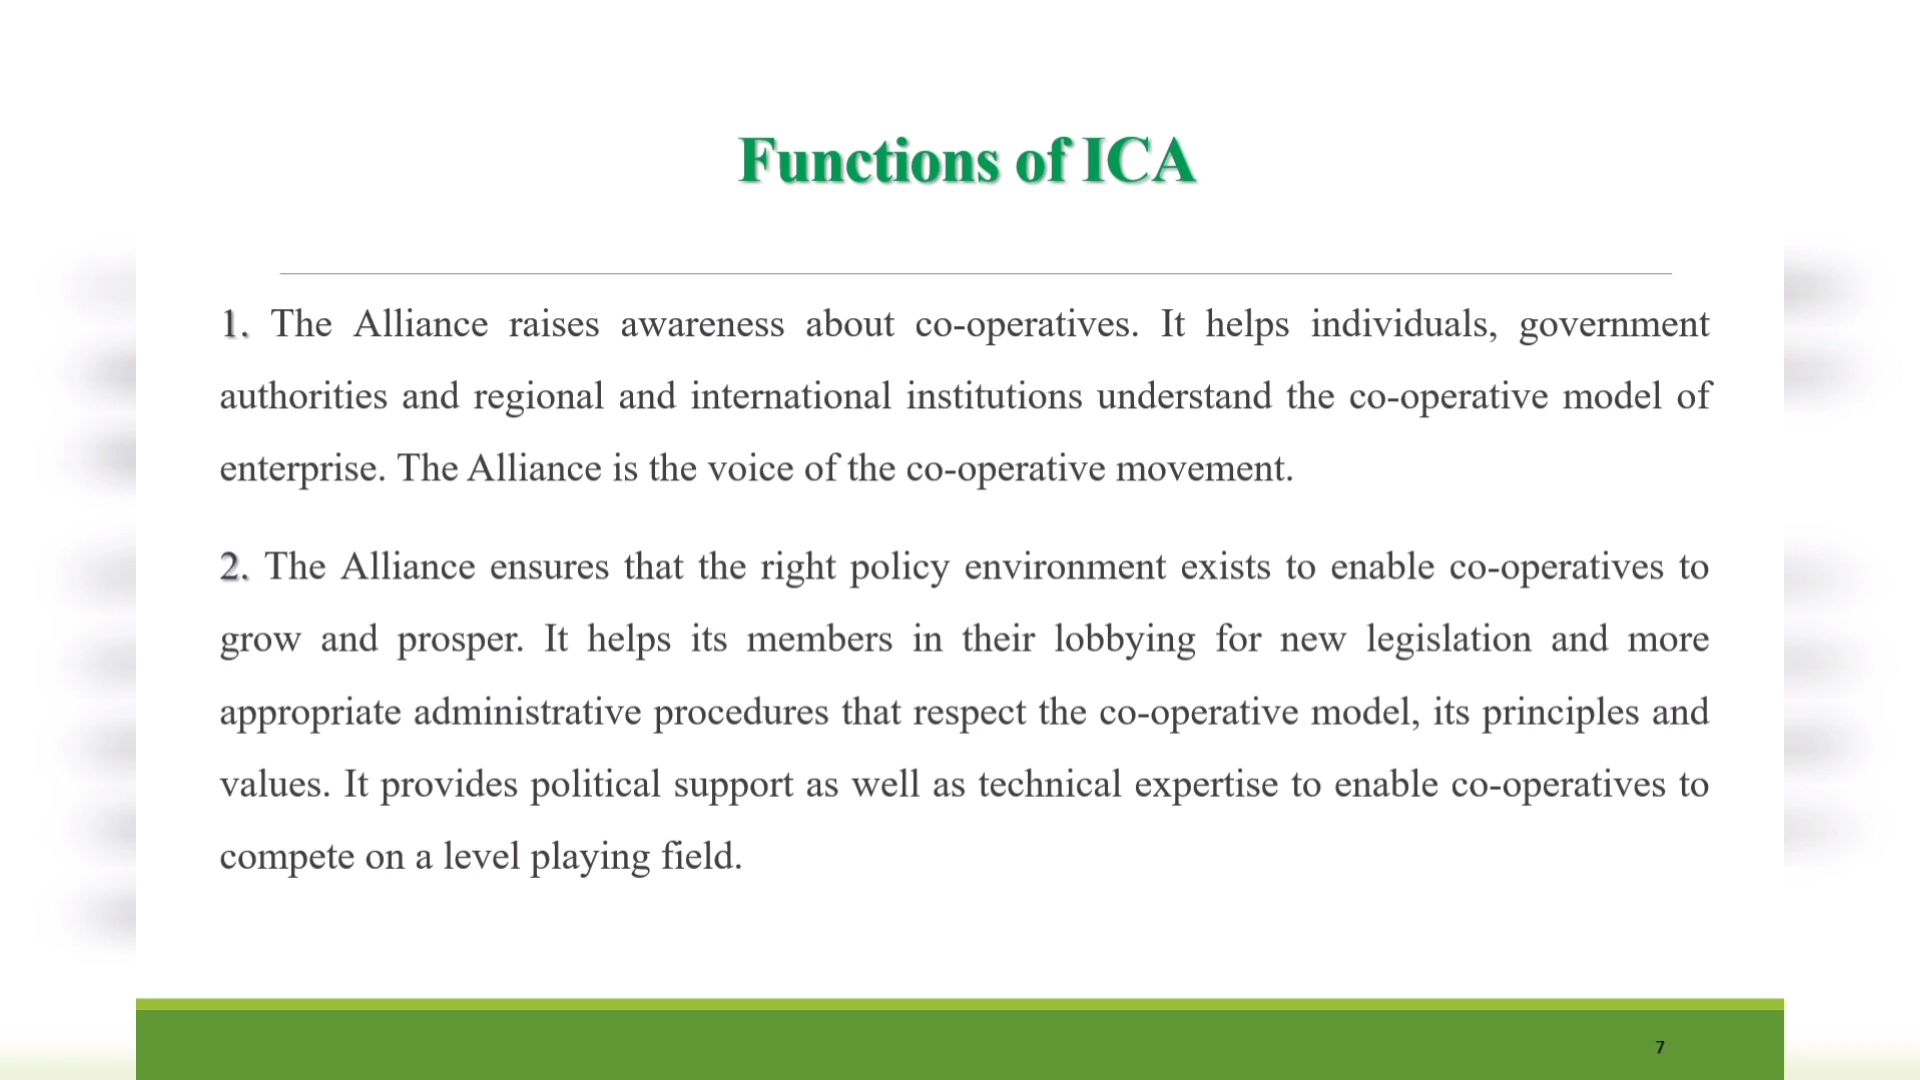 Functions of ICA
1. The Alliance raises awareness about co-operatives. It helps individuals, government
authorities and regional and international institutions understand the co-operative model of
enterprise. The Alliance is the voice of the co-operative movement.
2. The Alliance ensures that the right policy environment exists to enable co-operatives to
grow and prosper. It helps its members in their lobbying for new legislation and more
appropriate administrative procedures that respect the co-operative model, its principles and
values. It provides political support as well as technical expertise to enable co-operatives to
compete on a level playing field.
7